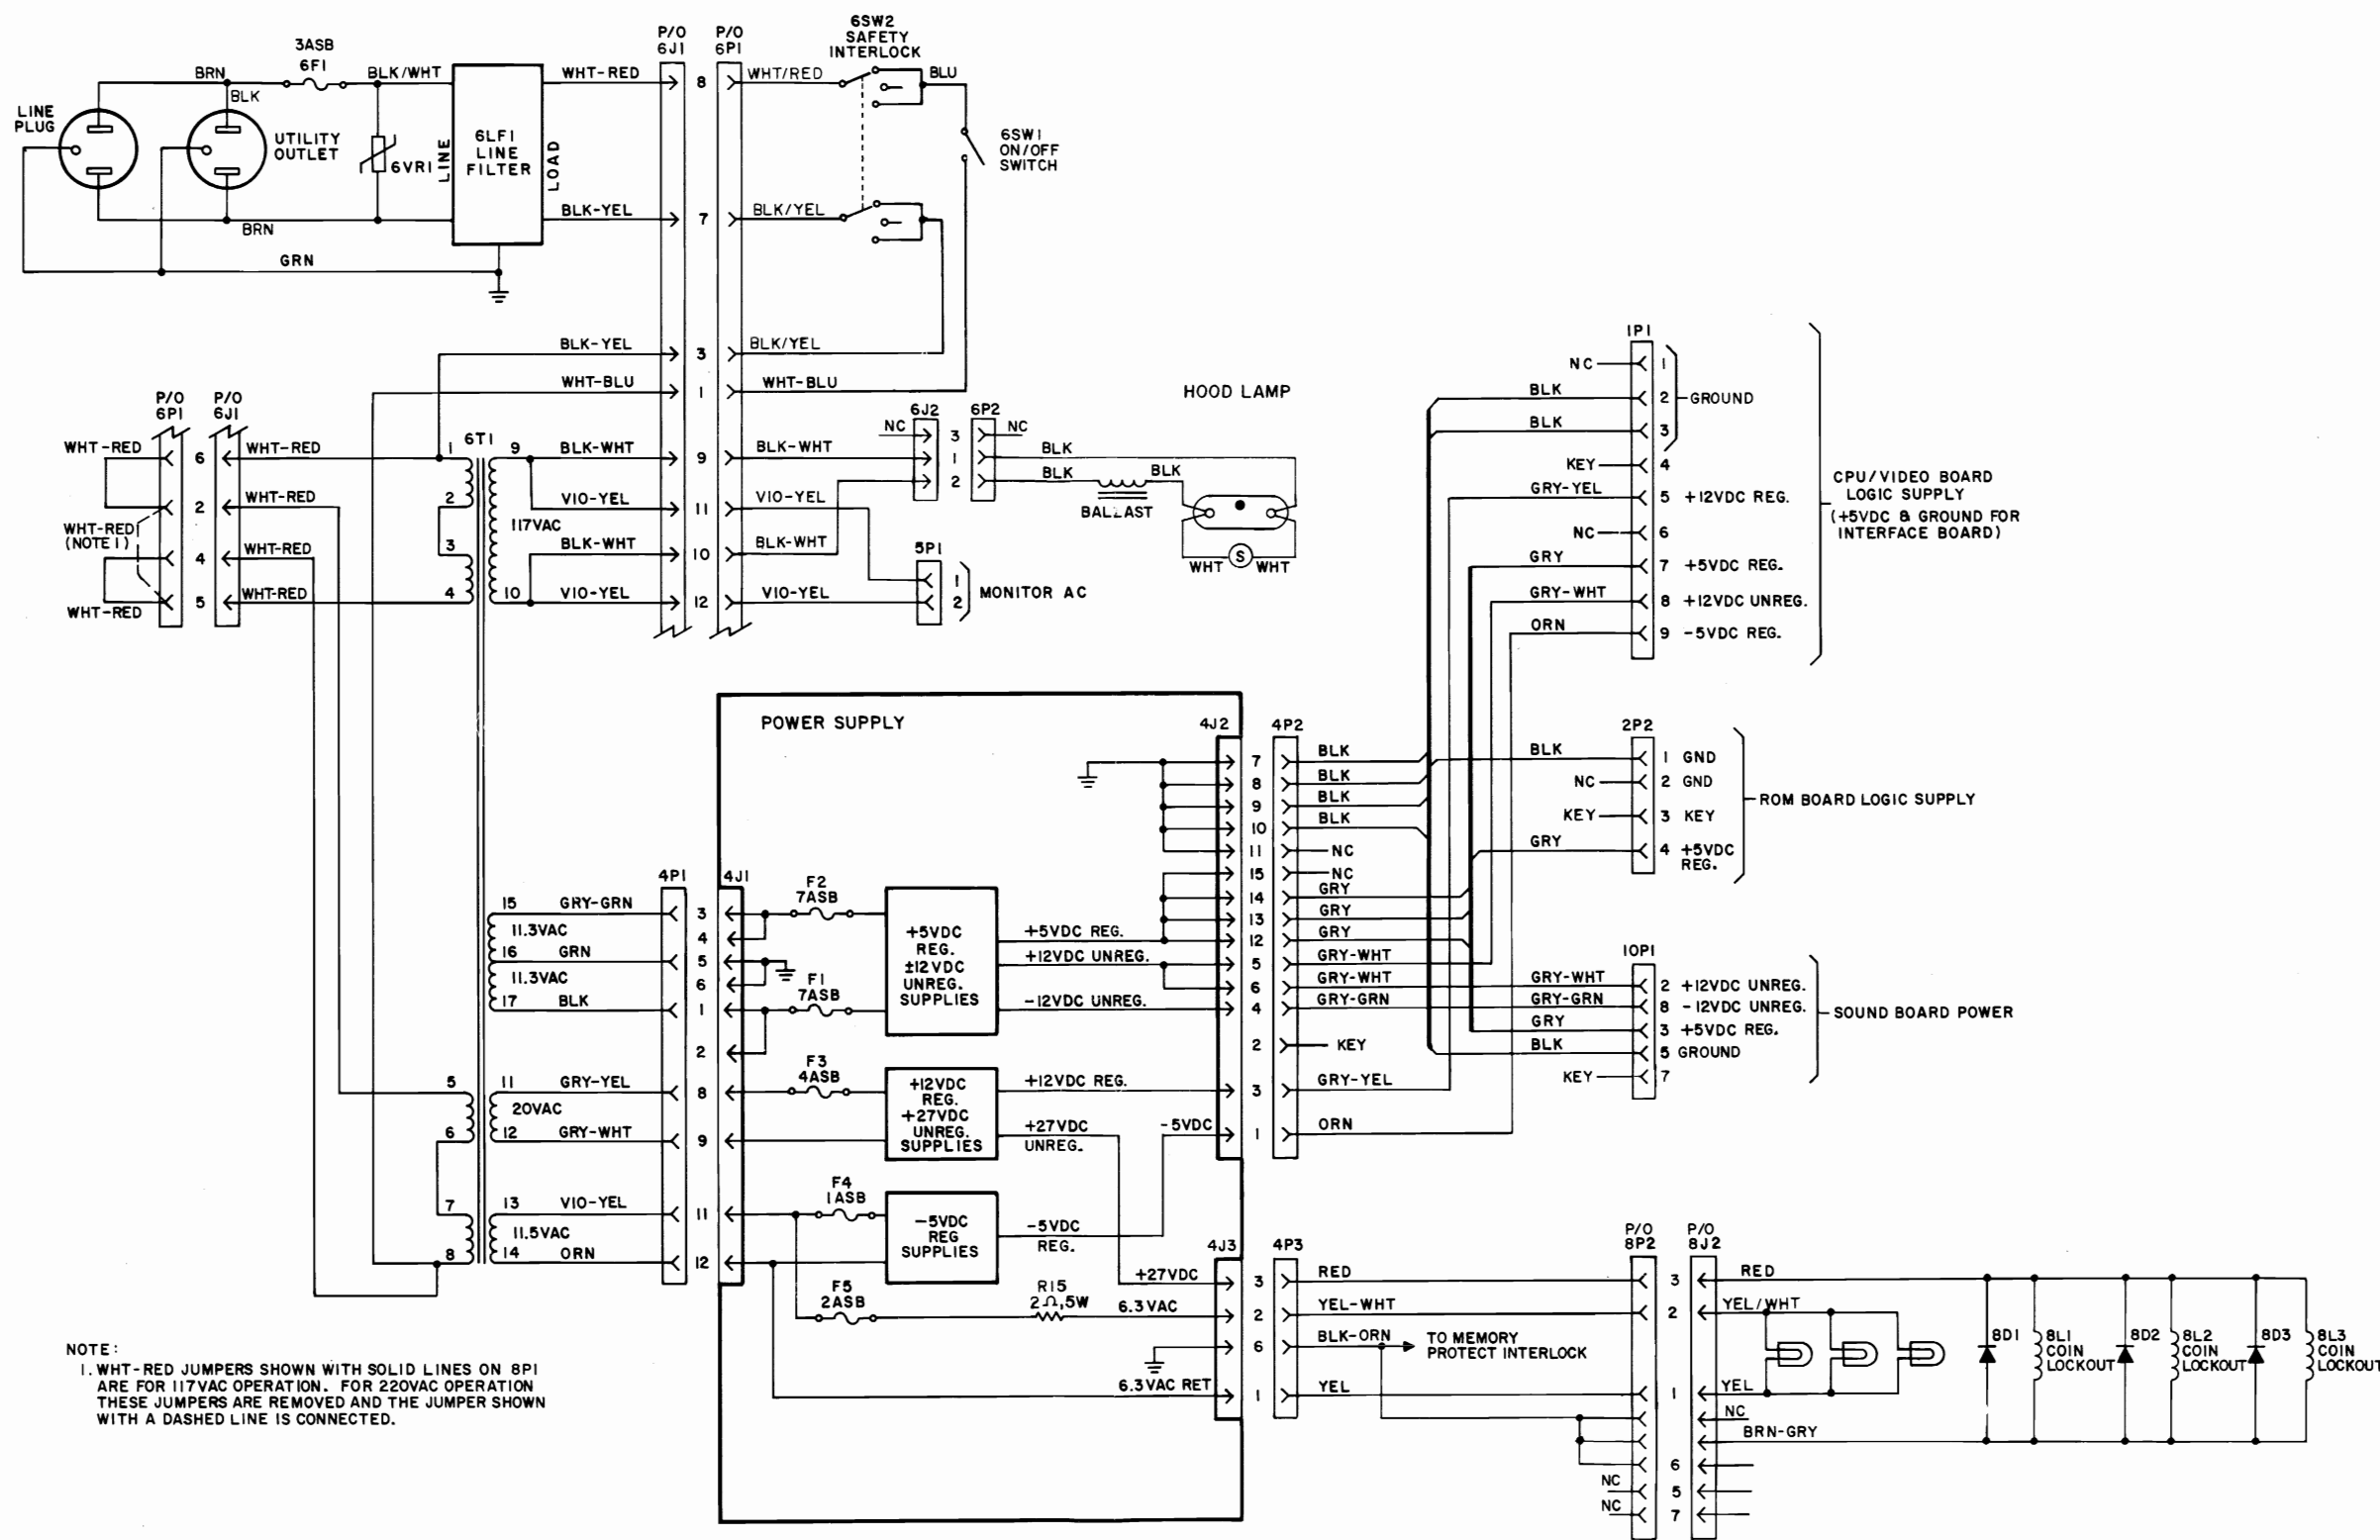 3ASB
6F1
BRN
BLK/WHT
BLK
LINE
PLUG
UTILITY
OUTLET
6VR1
LINE
6LF1
LINE
FILTER
LOAD
BRN
GRN
WHT-RED
BLK-YEL
P/O
6J1
P/O
6P1
8
7
WHT/RED
BLK/YEL
6SW2
SAFETY
INTERLOCK
BLU
6SW1
ON/OFF
SWITCH
BLK-YEL
3
BLK/YEL
WHT-BLU
1
WHT-BLU
P/O
6P1
P/O
6J1
WHT-RED
6
WHT-RED
2
WHT-RED
WHT-RED
(NOTE 1)
4
WHT-RED
WHT-RED
5
WHT-RED
6T1
1
2
3
4
9
10
117VAC
BLK-WHT
9
BLK-WHT
VIO-YEL
11
VIO-YEL
BLK-WHT
10
BLK-WHT
VIO-YEL
12
VIO-YEL
6J2
6P2
NC
3
NC
1
BLK
2
BLK
BLK
BALLAST
HOOD LAMP
WHT
S
WHT
5P1
1
2
MONITOR AC
1P1
NC
1
BLK
2
GROUND
BLK
3
KEY
4
GRY-YEL
5 +12VDC REG.
NC
6
GRY
7 +5VDC REG.
GRY-WHT
8 +12VDC UNREG.
ORN
9 -5VDC REG.
CPU/VIDEO BOARD
LOGIC SUPPLY
(+5VDC & GROUND FOR
INTERFACE BOARD)
POWER SUPPLY
4J2
4P2
7
BLK
8
BLK
9
BLK
10
BLK
11
NC
15
NC
14
GRY
13
GRY
12
GRY
5
GRY-WHT
6
GRY-WHT
4
GRY-GRN
2
KEY
3
GRY-YEL
1
ORN
2P2
BLK
1 GND
NC
2 GND
KEY
3 KEY
GRY
4 +5VDC
REG.
ROM BOARD LOGIC SUPPLY
10P1
GRY-WHT
2 +12VDC UNREG.
GRY-GRN
8 -12VDC UNREG.
GRY
3 +5VDC REG.
BLK
5 GROUND
KEY
7
SOUND BOARD POWER
4P1
4J1
15
GRY-GRN
3
11.3VAC
4
16
GRN
5
11.3VAC
6
17
BLK
1
2
F2
7ASB
F1
7ASB
+5VDC
REG.
±12VDC
UNREG.
SUPPLIES
+5VDC REG.
+12VDC UNREG.
-12VDC UNREG.
5
11
GRY-YEL
8
20VAC
6
12
GRY-WHT
9
F3
4ASB
+12VDC
REG.
+27VDC
UNREG.
SUPPLIES
+12VDC REG.
+27VDC
UNREG.
-5VDC
7
13
VIO-YEL
11
11.5VAC
8
14
ORN
12
F4
1ASB
-5VDC
REG
SUPPLIES
-5VDC
REG.
F5
2ASB
R15
2Ω,5W
4J3
4P3
+27VDC
3
RED
6.3VAC
2
YEL-WHT
6
BLK-ORN
TO MEMORY
PROTECT INTERLOCK
6.3VAC RET
1
YEL
P/O
8P2
P/O
8J2
3
RED
2
YEL/WHT
1
YEL
NC
BRN-GRY
6
NC
5
NC
7
8D1
8L1
COIN
LOCKOUT
8D2
8L2
COIN
LOCKOUT
8D3
8L3
COIN
LOCKOUT
NOTE:
1. WHT-RED JUMPERS SHOWN WITH SOLID LINES ON 8P1
ARE FOR 117VAC OPERATION. FOR 220VAC OPERATION
THESE JUMPERS ARE REMOVED AND THE JUMPER SHOWN
WITH A DASHED LINE IS CONNECTED.